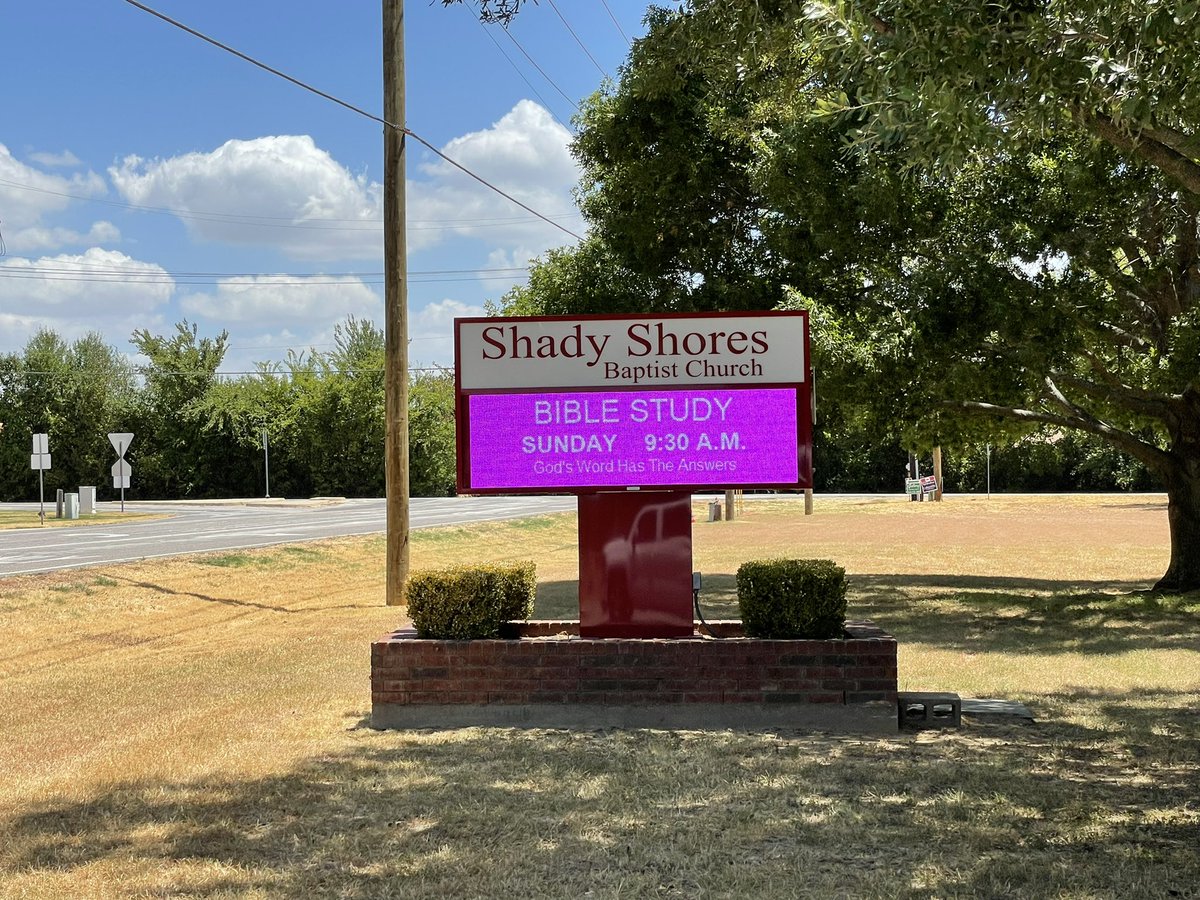 Shady Shores
Baptist Church
BIBLE STUDY
SUNDAY 9:30 A.M.
God's Word Has The Answers